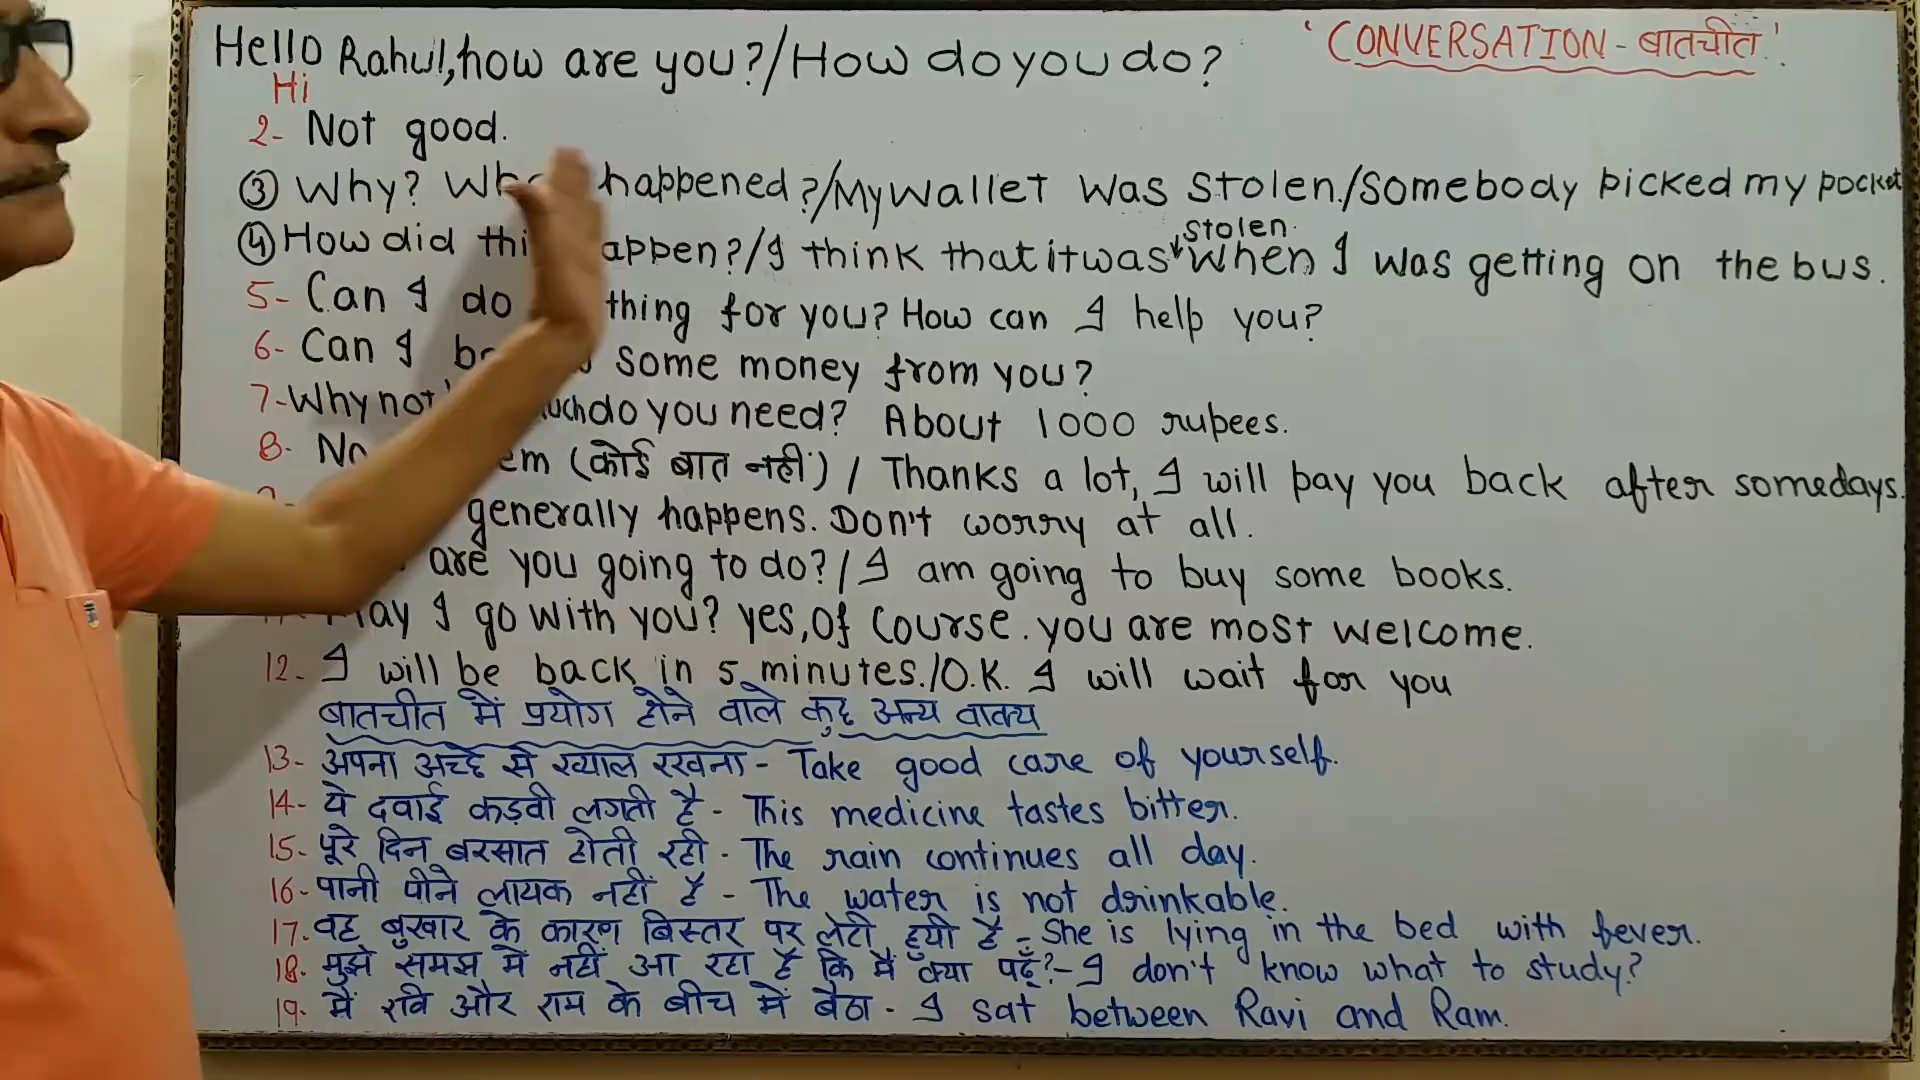 Hello Rahul, how are you?/How do you do?
'CONVERSATION - बातचीत'
Hi
2- Not good.
③ Why? happened?/My wallet was stolen./Somebody picked my pocket
stolen.
④ How did appen?/I think that it was when I was getting on the bus.
5- Can I do thing for you? How can I help you?
6- Can I some money from you?
7- Why not do you need? About 1000 rupees.
8- (कोई बात नहीं) / Thanks a lot, I will pay you back after somedays.
generally happens. Don't worry at all.
are you going to do?/I am going to buy some books.
May I go with you? yes, of course. you are most welcome.
12- I will be back in 5 minutes./O.K. I will wait for you
बातचीत में प्रयोग होने वाले कुछ अन्य वाक्य
13- अपना अच्छे से ख्याल रखना - Take good care of yourself.
14- ये दवाई कड़वी लगती है - This medicine tastes bitter.
15- पूरे दिन बरसात होती रही - The rain continues all day.
16- पानी पीने लायक नहीं है - The water is not drinkable.
17. वह बुखार के कारण बिस्तर पर लेटी हुयी है - She is lying in the bed with fever.
18. मुझे समझ में नहीं आ रहा है कि मैं क्या पढ़ूँ? - I don't know what to study?
19. मैं रवि और राम के बीच में बैठा - I sat between Ravi and Ram.